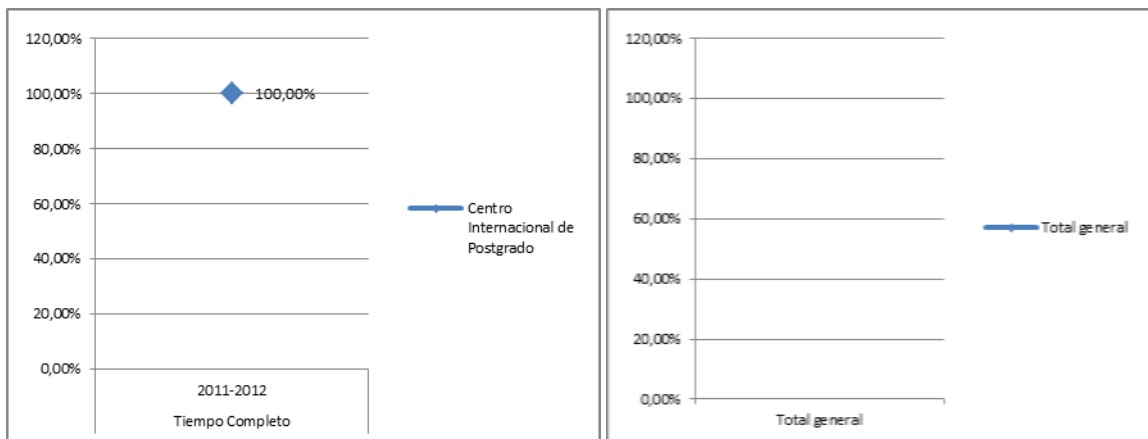 120,00%
100,00%
80,00%
60,00%
40,00%
20,00%
0,00%
100,00%
2011-2012
Tiempo Completo
Centro
Internacional de
Postgrado
120,00%
100,00%
80,00%
60,00%
40,00%
20,00%
0,00%
Total general
Total general